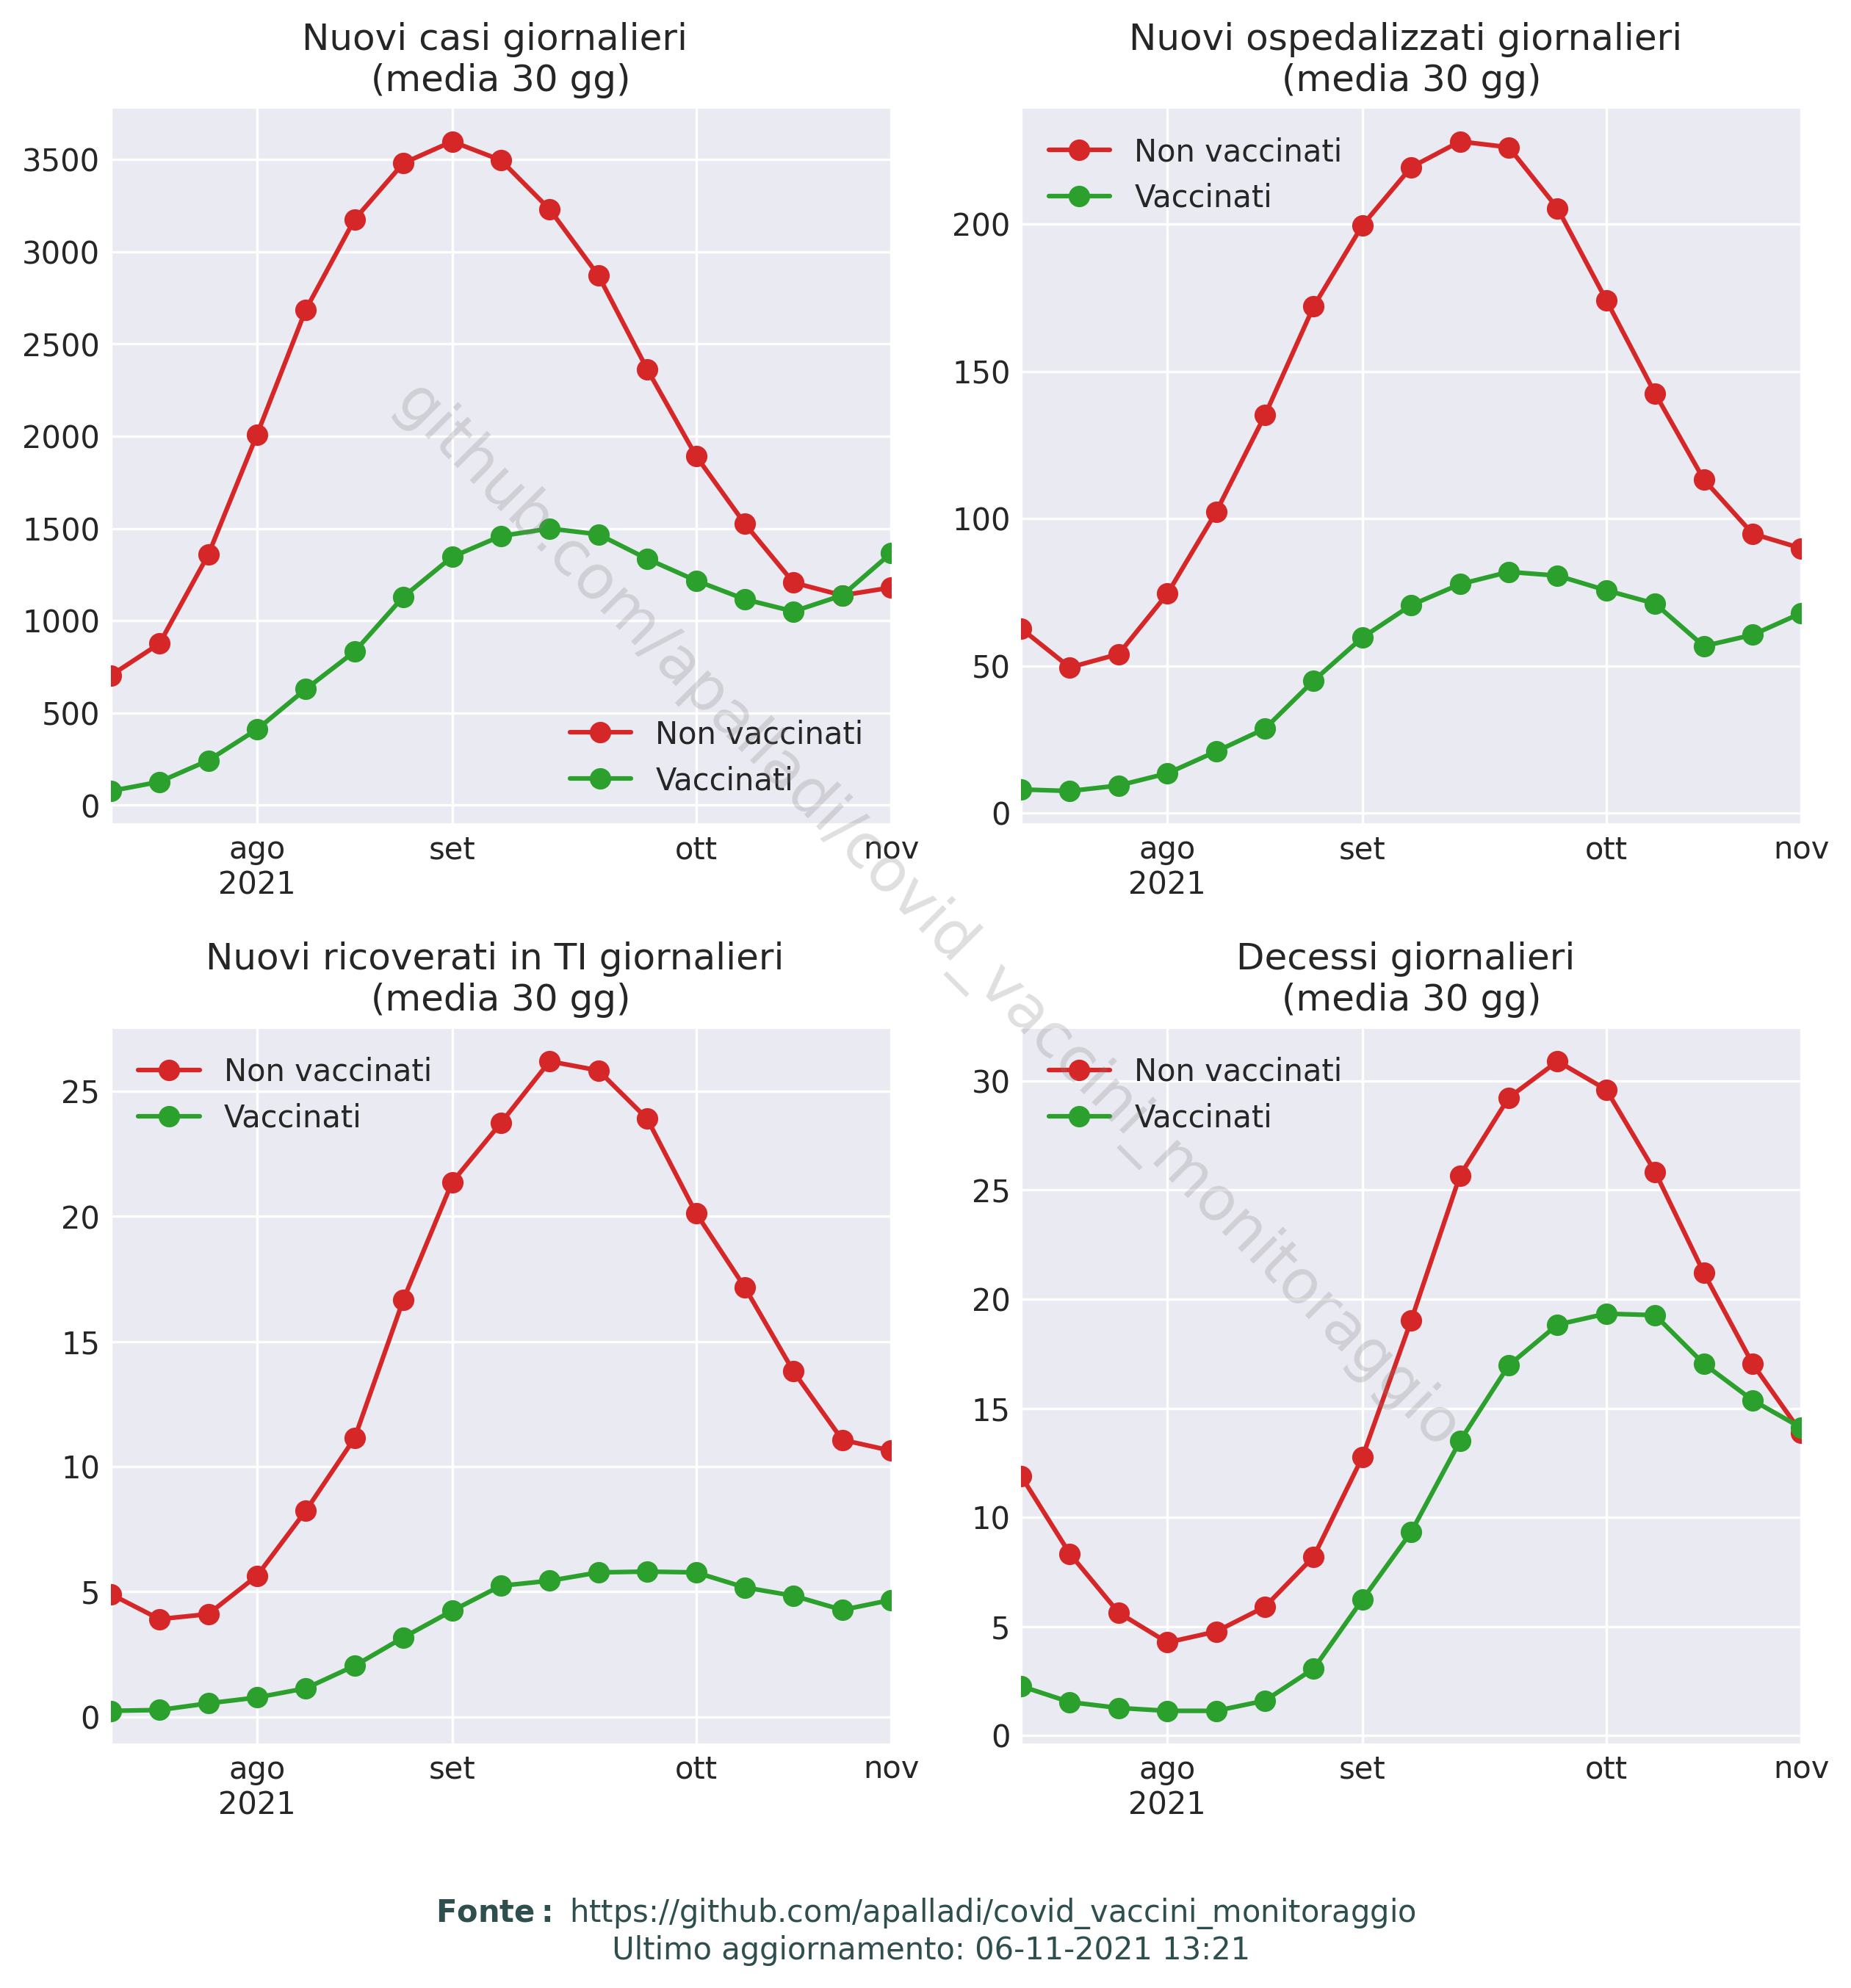 Nuovi casi giornalieri
(media 30 gg)
3500
3000
2500
2000
1500
1000
500
0
Non vaccinati
Vaccinati
ago
2021
set
ott
nov
Nuovi ospedalizzati giornalieri
(media 30 gg)
Non vaccinati
Vaccinati
200
150
100
50
0
ago
2021
set
ott
nov
Nuovi ricoverati in TI giornalieri
(media 30 gg)
Non vaccinati
Vaccinati
25
20
15
10
5
0
ago
2021
set
ott
nov
Decessi giornalieri
(media 30 gg)
Non vaccinati
Vaccinati
30
25
20
15
10
5
0
ago
2021
set
ott
nov
github.com/apalladi/covid_vaccini_monitoraggio
Fonte: https://github.com/apalladi/covid_vaccini_monitoraggio
Ultimo aggiornamento: 06-11-2021 13:21